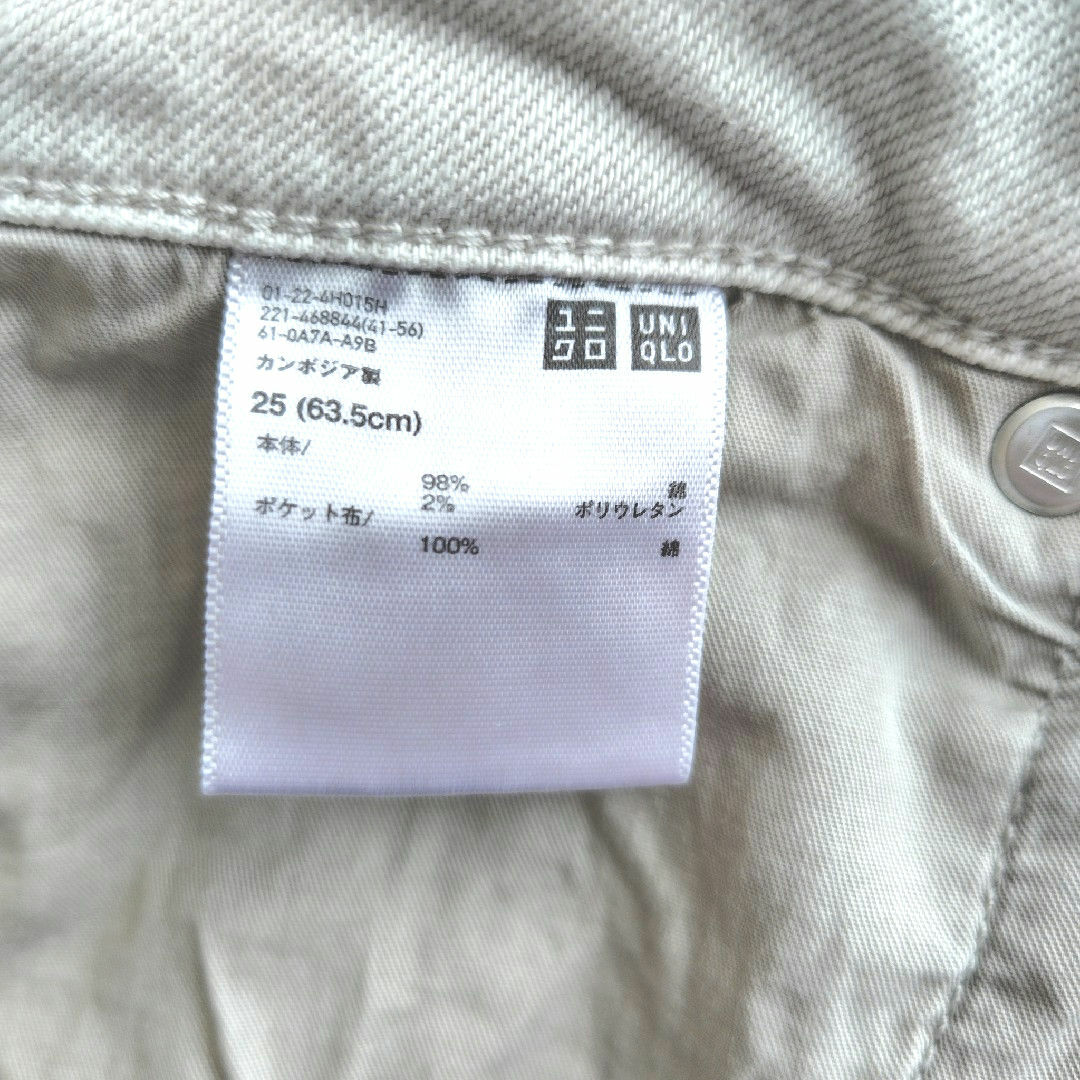 01-22-4H015H
221-468844(41-56)
61-0A7A-A9B
カンボジア製
25 (63.5cm)
本体/
98% 綿
2% ポリウレタン
ポケット布/
100% 綿
ユニ
クロ
UNI
QLO